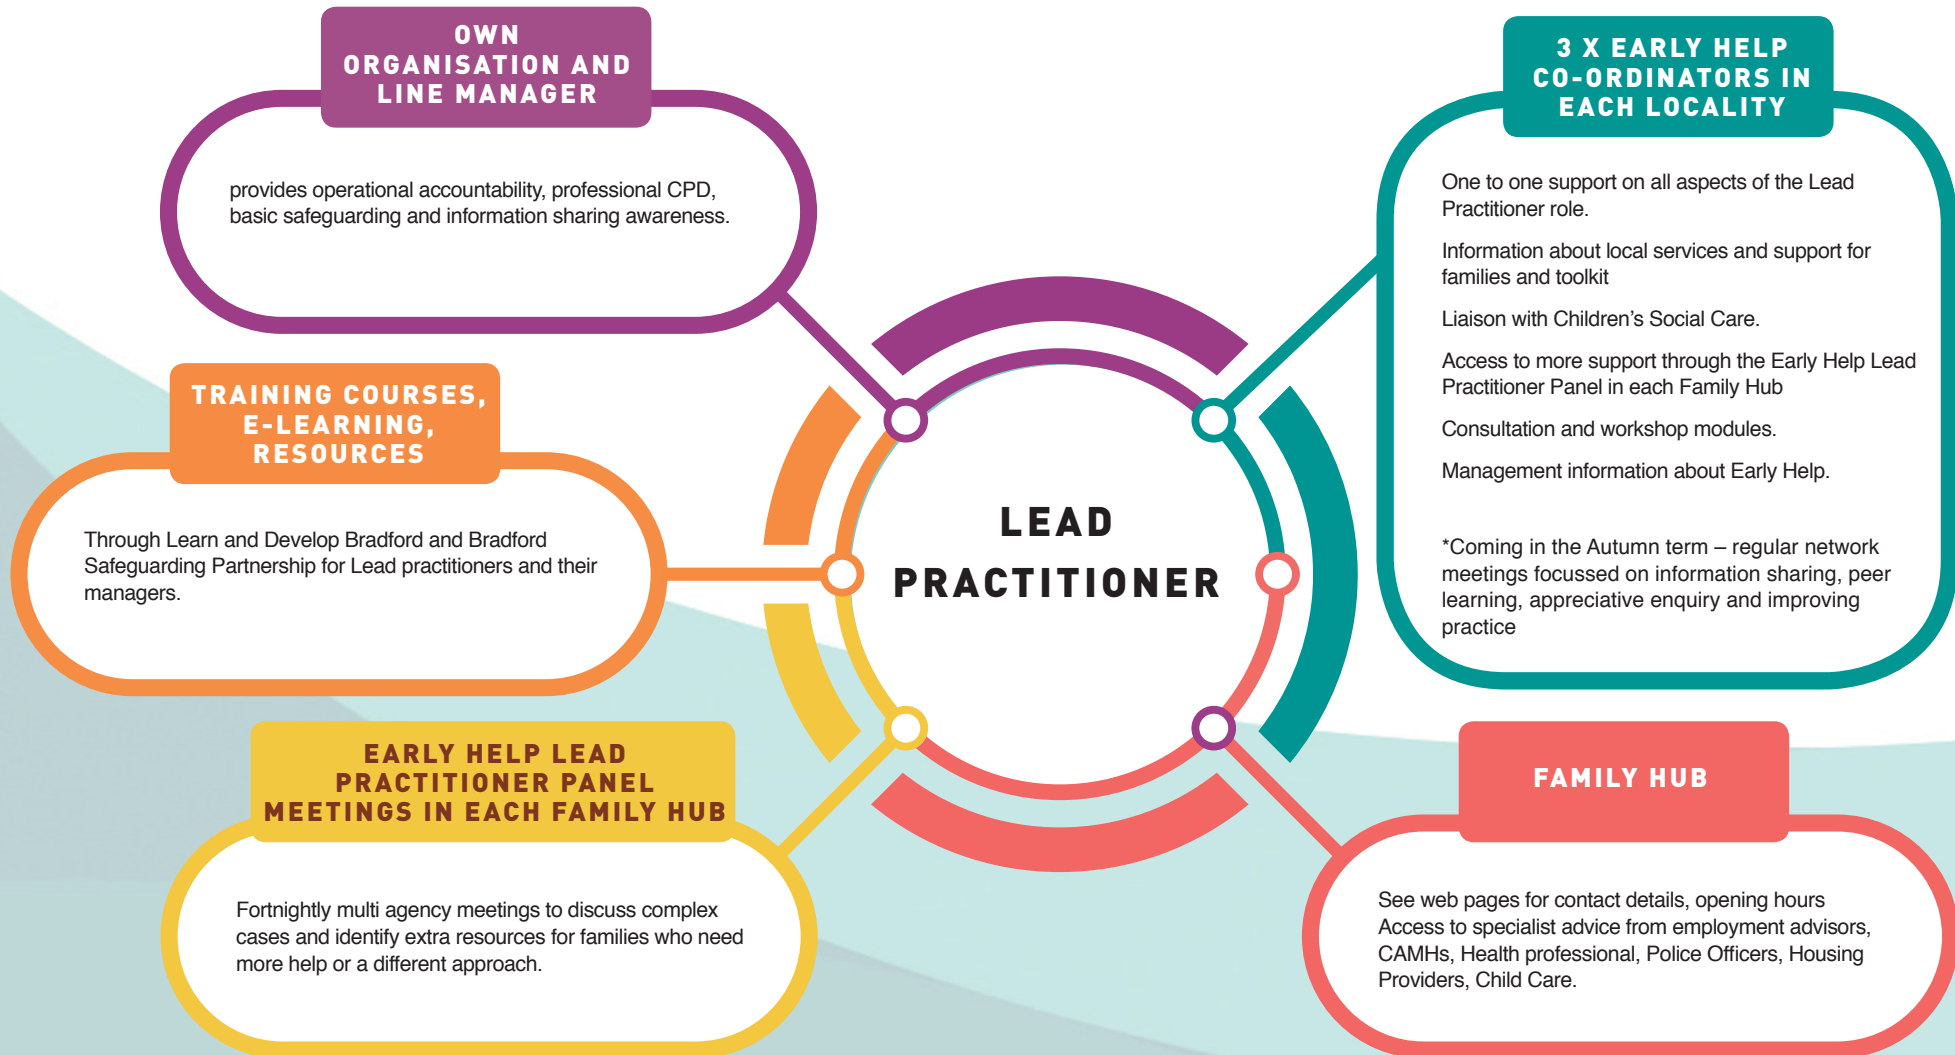 OWN
ORGANISATION AND
LINE MANAGER
provides operational accountability, professional CPD,
basic safeguarding and information sharing awareness.
TRAINING COURSES,
E-LEARNING,
RESOURCES
Through Learn and Develop Bradford and Bradford
Safeguarding Partnership for Lead practitioners and their
managers.
EARLY HELP LEAD
PRACTITIONER PANEL
MEETINGS IN EACH FAMILY HUB
Fortnightly multi agency meetings to discuss complex
cases and identify extra resources for families who need
more help or a different approach.
LEAD
PRACTITIONER
3 X EARLY HELP
CO-ORDINATORS IN
EACH LOCALITY
One to one support on all aspects of the Lead
Practitioner role.
Information about local services and support for
families and toolkit
Liaison with Children's Social Care.
Access to more support through the Early Help Lead
Practitioner Panel in each Family Hub
Consultation and workshop modules.
Management information about Early Help.
*Coming in the Autumn term – regular network
meetings focussed on information sharing, peer
learning, appreciative enquiry and improving
practice
FAMILY HUB
See web pages for contact details, opening hours
Access to specialist advice from employment advisors,
CAMHs, Health professional, Police Officers, Housing
Providers, Child Care.